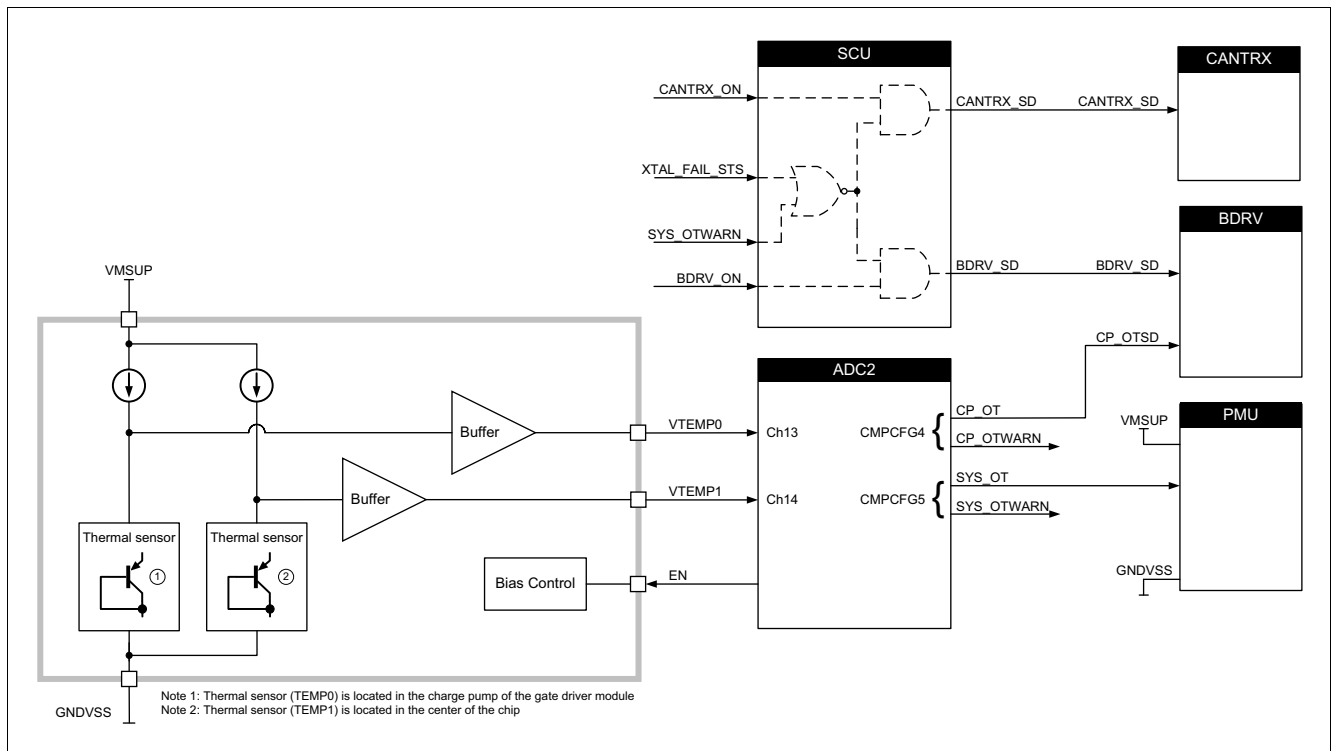 SCU
CANTRX
CANTRX_ON
CANTRX_SD
CANTRX_SD
XTAL_FAIL_STS
SYS_OTWARN
BDRV
BDRV_SD
BDRV_SD
BDRV_ON
VMSUP
CP_OTSD
ADC2
CP_OT
PMU
VMSUP
Buffer
VTEMP0
Ch13
CMPCFG4 {
CP_OTWARN
SYS_OT
Buffer
VTEMP1
Ch14
CMPCFG5 {
SYS_OTWARN
Thermal sensor
Thermal sensor
1
2
Bias Control
EN
GNDVSS
Note 1: Thermal sensor (TEMP0) is located in the charge pump of the gate driver module
Note 2: Thermal sensor (TEMP1) is located in the center of the chip
GNDVSS